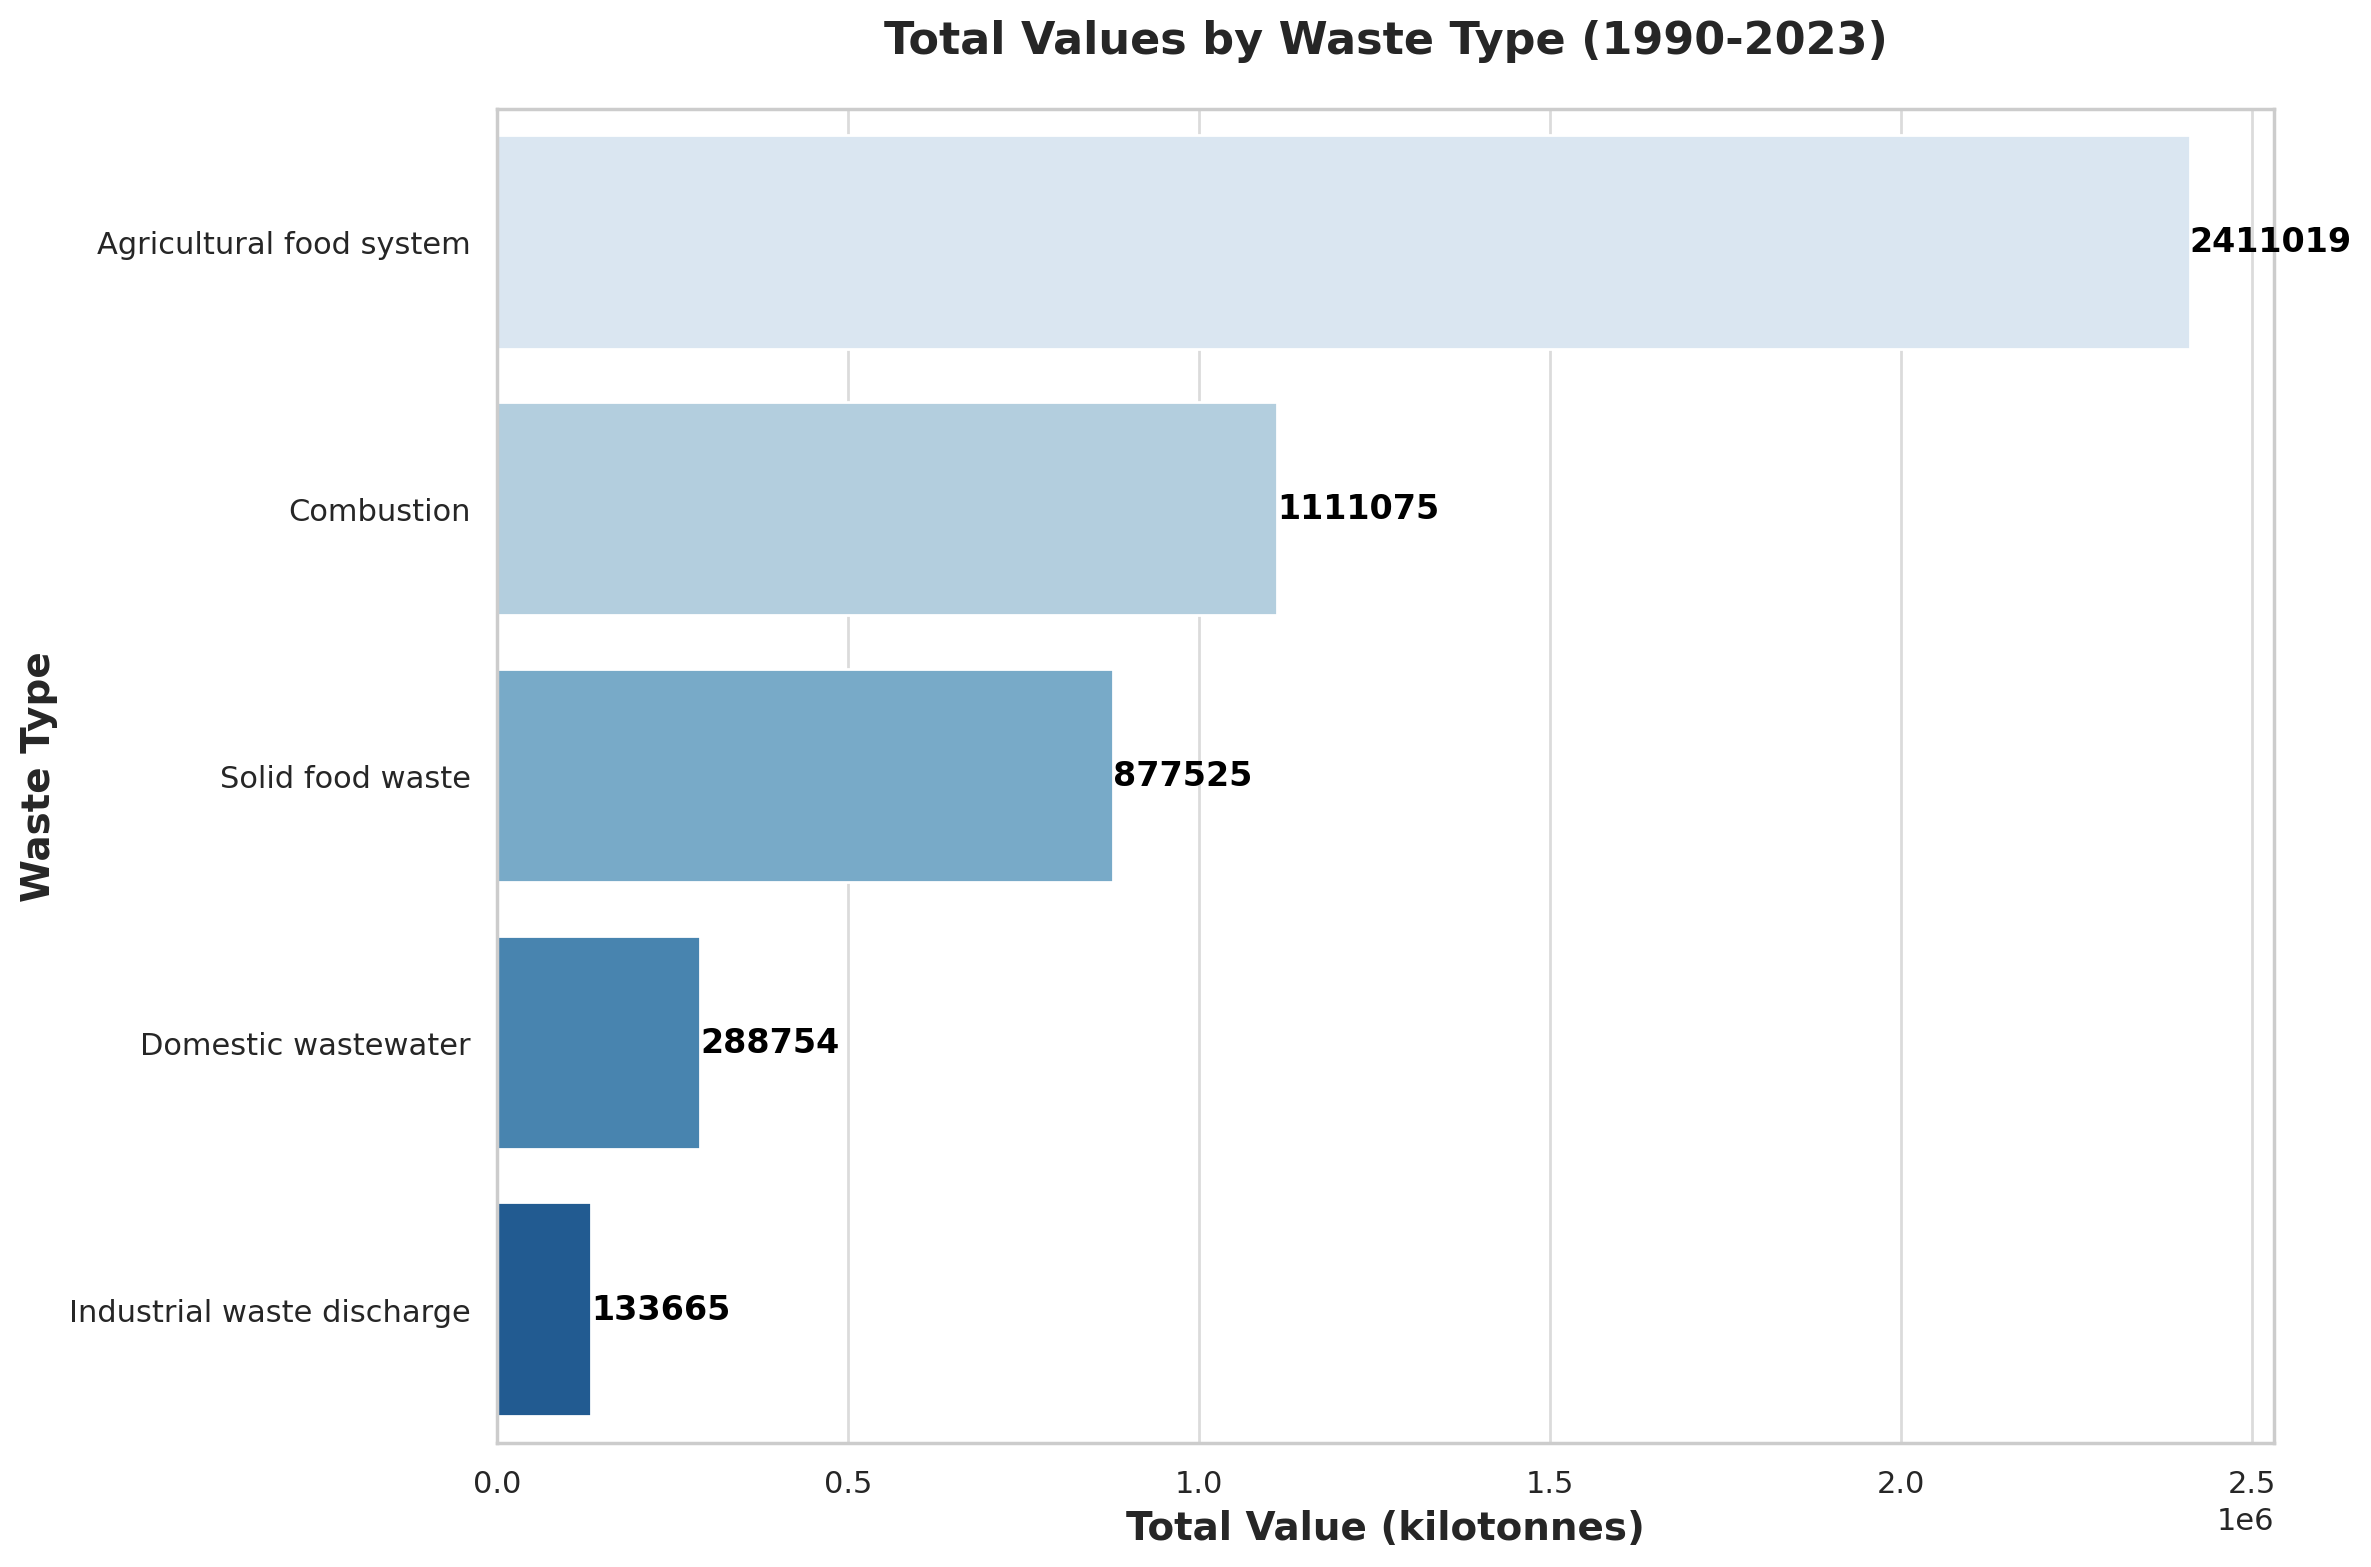 Total Values by Waste Type (1990-2023)
Agricultural food system
2411019
Combustion
1111075
Solid food waste
877525
Domestic wastewater
288754
Industrial waste discharge
133665
Waste Type
0.0 0.5 1.0 1.5 2.0 2.5
1e6
Total Value (kilotonnes)